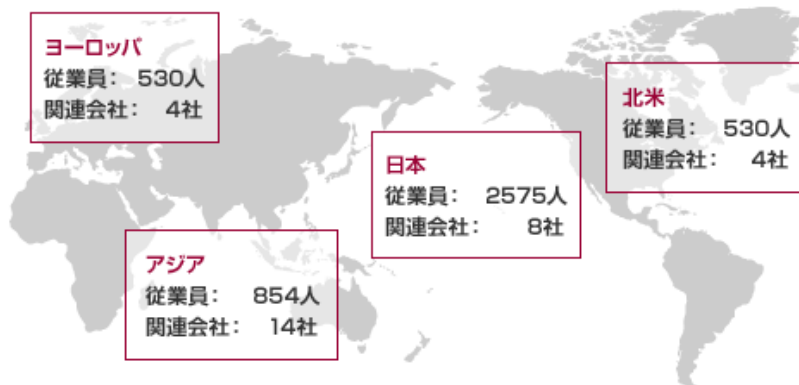 ヨーロッパ
従業員： 530人
関連会社： 4社
北米
従業員： 530人
関連会社： 4社
日本
従業員： 2575人
関連会社： 8社
アジア
従業員： 854人
関連会社： 14社